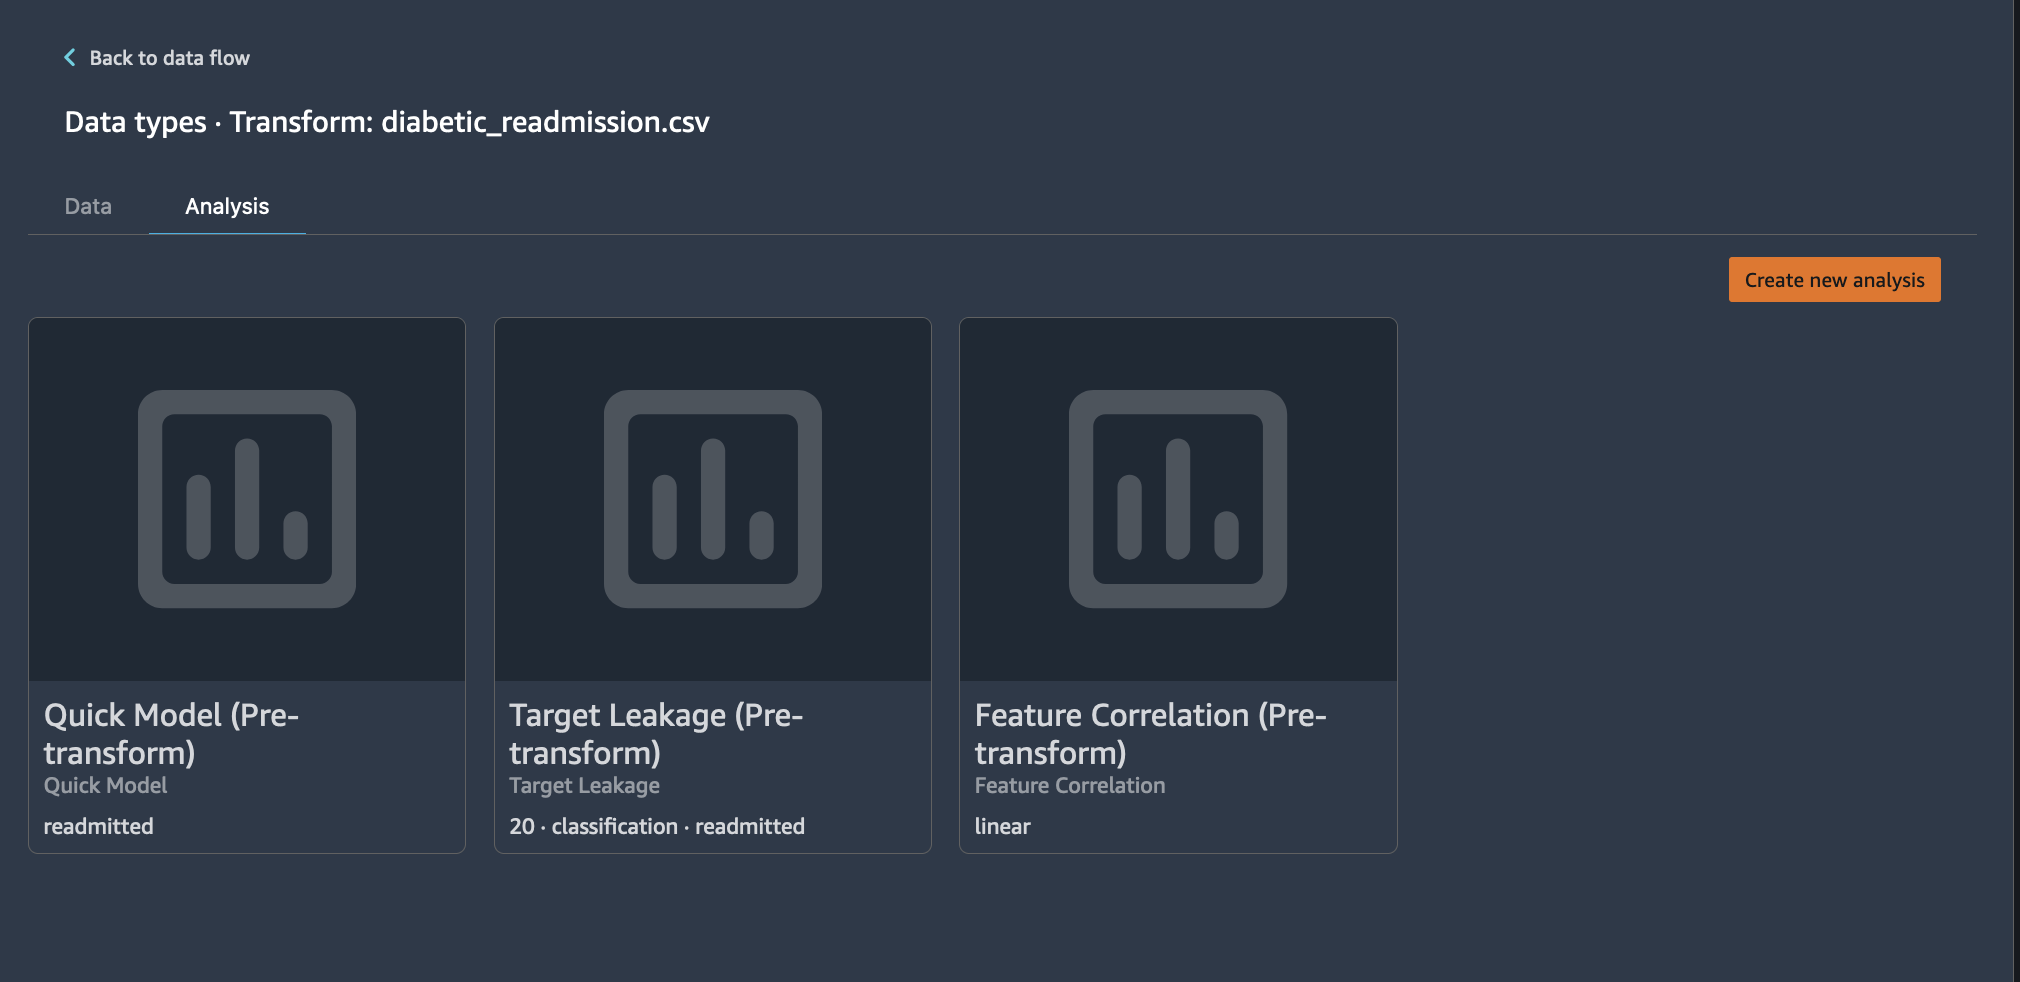 Back to data flow
Data types · Transform: diabetic_readmission.csv
Data
Analysis
Create new analysis
Quick Model (Pre-
transform)
Quick Model
readmitted
Target Leakage (Pre-
transform)
Target Leakage
20 · classification · readmitted
Feature Correlation (Pre-
transform)
Feature Correlation
linear